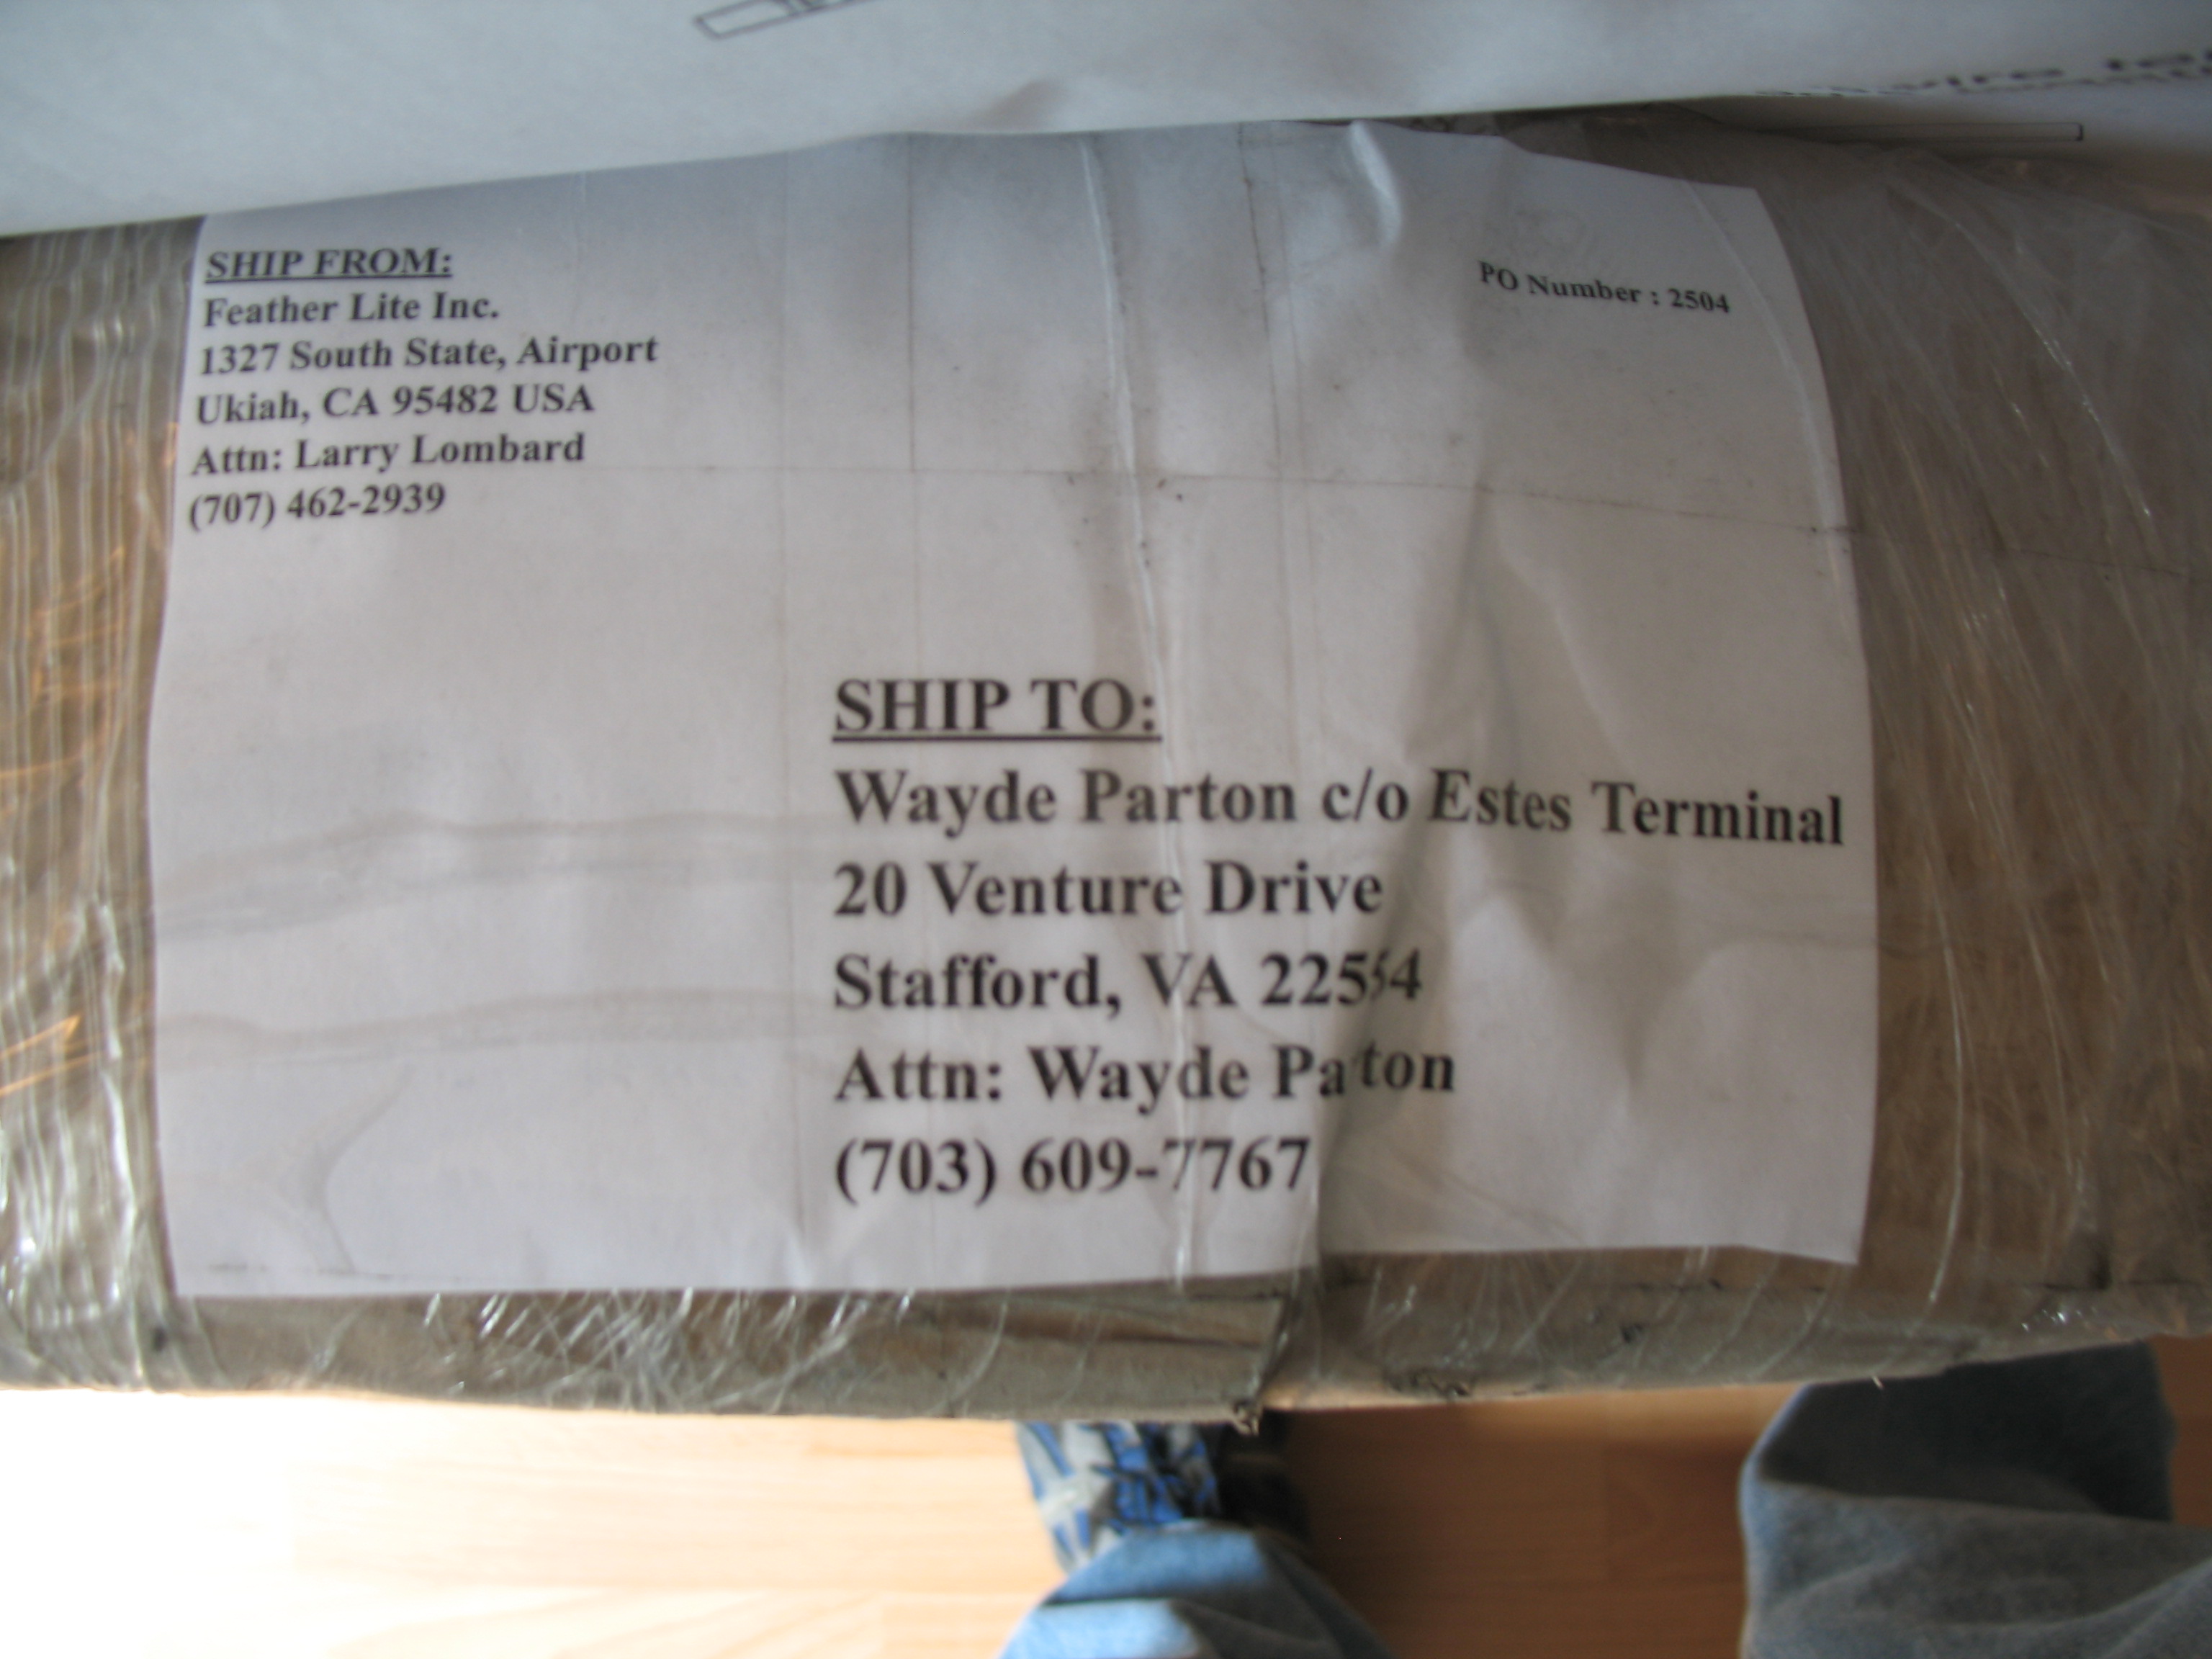 SHIP FROM:
Feather Lite Inc.
1327 South State, Airport
Ukiah, CA 95482 USA
Attn: Larry Lombard
(707) 462-2939
PO Number : 2504
SHIP TO:
Wayde Parton c/o Estes Terminal
20 Venture Drive
Stafford, VA 22554
Attn: Wayde Parton
(703) 609-7767